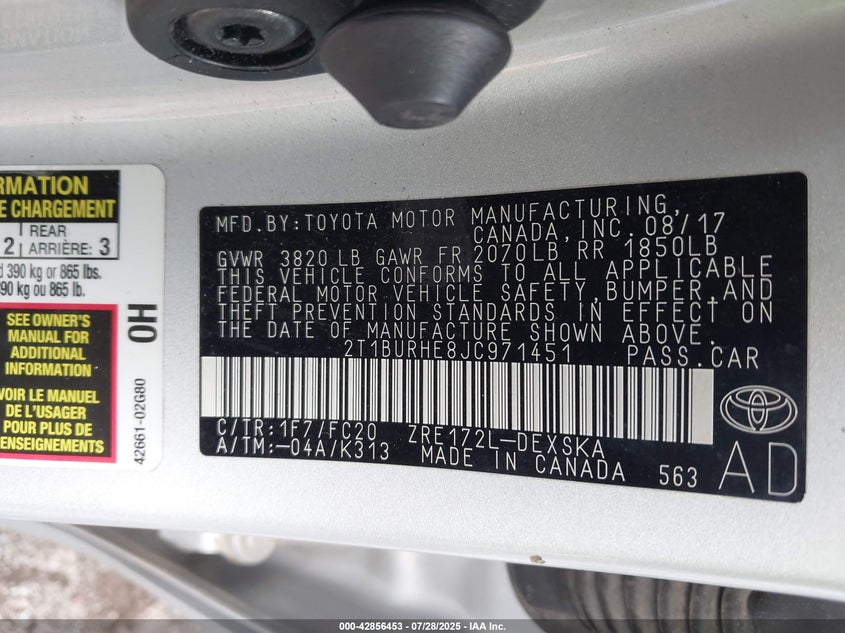 RMATION
E CHARGEMENT
2 REAR
ARRIÈRE: 3
390 kg or 865 lbs.
90 kg ou 865 lb.
SEE OWNER'S
MANUAL FOR
ADDITIONAL
INFORMATION
VOIR LE MANUEL
DE L'USAGER
POUR PLUS DE
RENSEIGNEMENTS
0H
42661-02G80
MFD.BY:TOYOTA MOTOR MANUFACTURING,
CANADA, INC. 08/17
GVWR 3820 LB GAWR FR 2070LB RR 1850LB
THIS VEHICLE CONFORMS TO ALL APPLICABLE
FEDERAL MOTOR VEHICLE SAFETY,BUMPER,AND
THEFT PREVENTION STANDARDS IN EFFECT ON
THE DATE OF MANUFACTURE SHOWN ABOVE.
2T1BURHE8JC971451 PASS.CAR
C/TR:1F7/FC20 ZRE172L-DEXSKA
A/TM:-04A/K313 MADE IN CANADA 563
AD
000-42856453 | 07/28/2025 - IAA Inc.